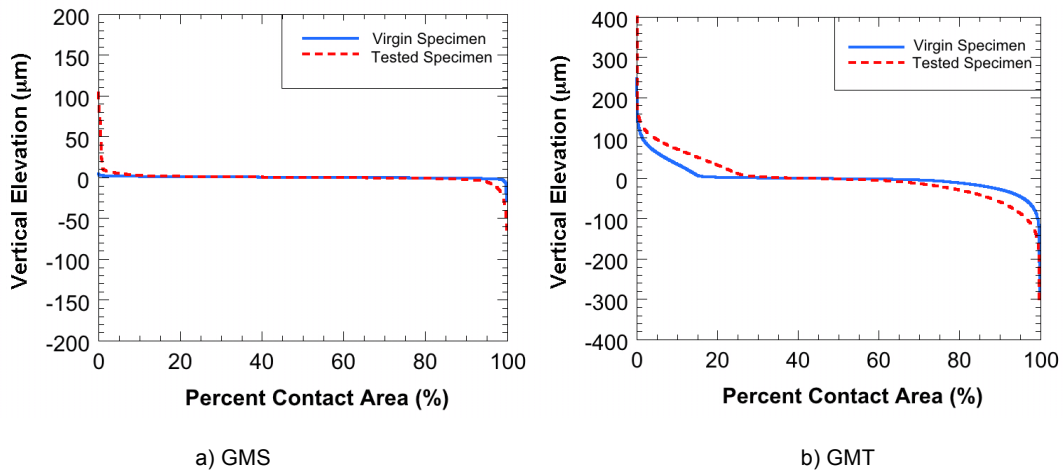 200
150
100
50
0
-50
-100
-150
-200
Vertical Elevation (μm)
Virgin Specimen
Tested Specimen
0 20 40 60 80 100
Percent Contact Area (%)
a) GMS
400
300
200
100
0
-100
-200
-300
-400
Vertical Elevation (μm)
Virgin Specimen
Tested Specimen
0 20 40 60 80 100
Percent Contact Area (%)
b) GMT